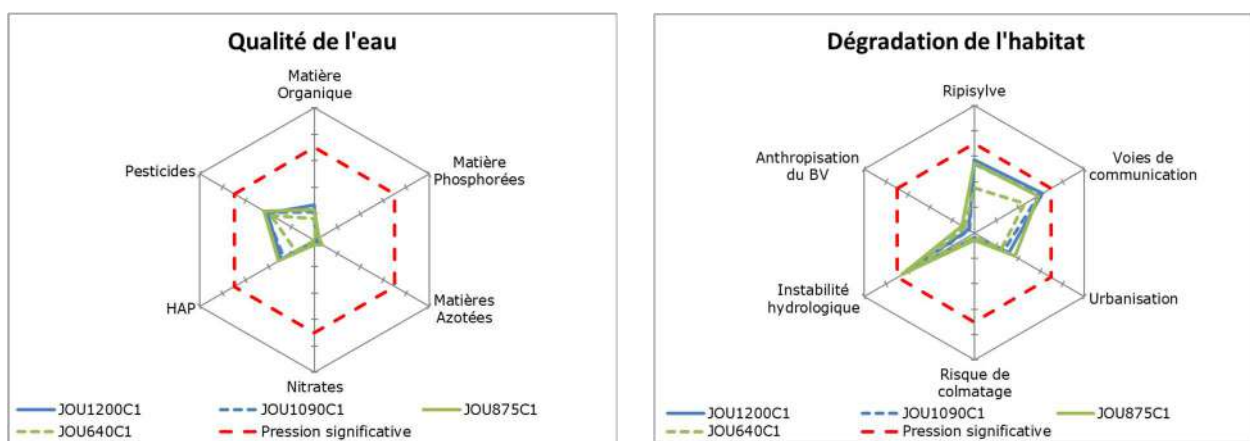 Qualité de l'eau
Matière
Organique
Pesticides
Matière
Phosphorées
HAP
Matières
Azotées
Nitrates
JOU1200C1
JOU1090C1
JOU875C1
JOU640C1
Pression significative
Dégradation de l'habitat
Ripisylve
Anthropisation
du BV
Voies de
communication
Instabilité
hydrologique
Urbanisation
Risque de
colmatage
JOU1200C1
JOU1090C1
JOU875C1
JOU640C1
Pression significative